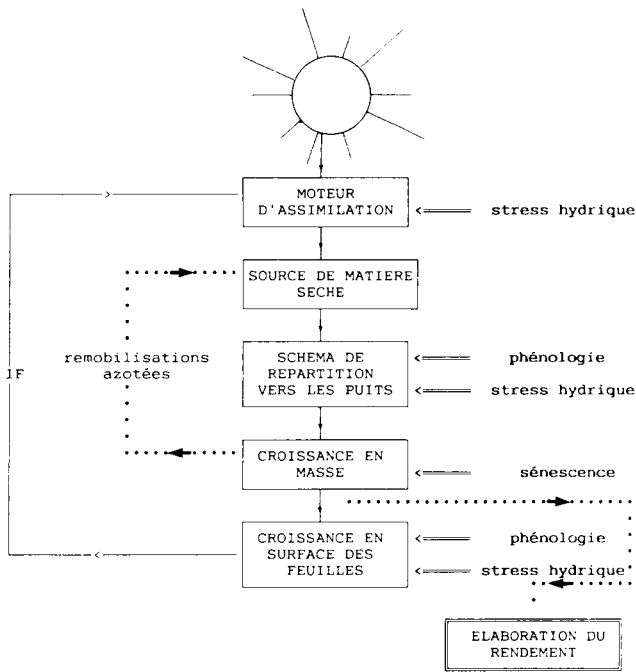 MOTEUR
D'ASSIMILATION
stress hydrique
SOURCE DE MATIERE
SECHE
remobilisations
azotées
IF
SCHEMA DE
REPARTITION
VERS LES PUITS
phénologie
stress hydrique
CROISSANCE EN
MASSE
sénescence
CROISSANCE EN
SURFACE DES
FEUILLES
phénologie
stress hydrique
ELABORATION DU
RENDEMENT